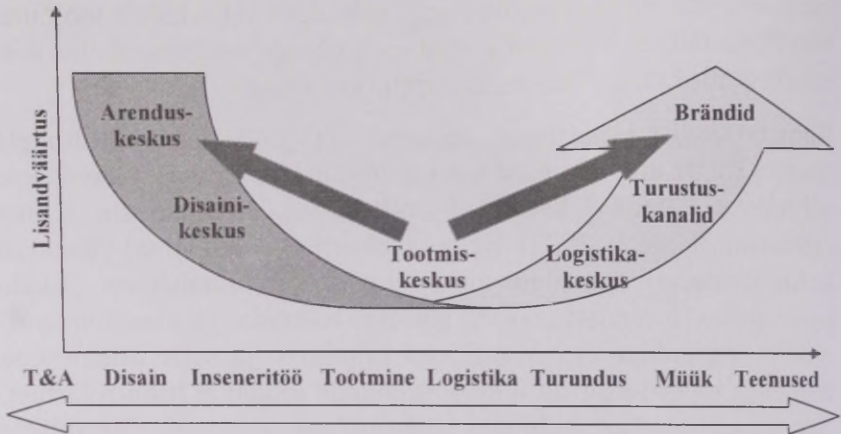 Lisandväärtus
Arendus-
keskus
Disaini-
keskus
Tootmis-
keskus
Logistika-
keskus
Turustus-
kanalid
Brändid
T&A Disain Inseneritöö Tootmine Logistika Turundus Müük Teenused